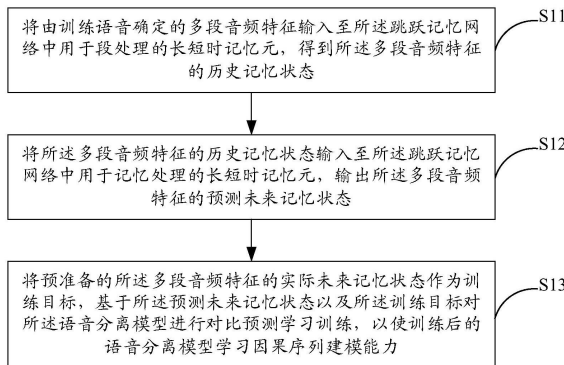 将由训练语音确定的多段音频特征输入至所述跳跃记忆网
络中用于段处理的长短时记忆元，得到所述多段音频特征
的历史记忆状态
S11
将所述多段音频特征的历史记忆状态输入至所述跳跃记忆
网络中用于记忆处理的长短时记忆元，输出所述多段音频
特征的预测未来记忆状态
S12
将预准备的所述多段音频特征的实际未来记忆状态作为训
练目标，基于所述预测未来记忆状态以及所述训练目标对
所述语音分离模型进行对比预测学习训练，以使训练后的
语音分离模型学习因果序列建模能力
S13